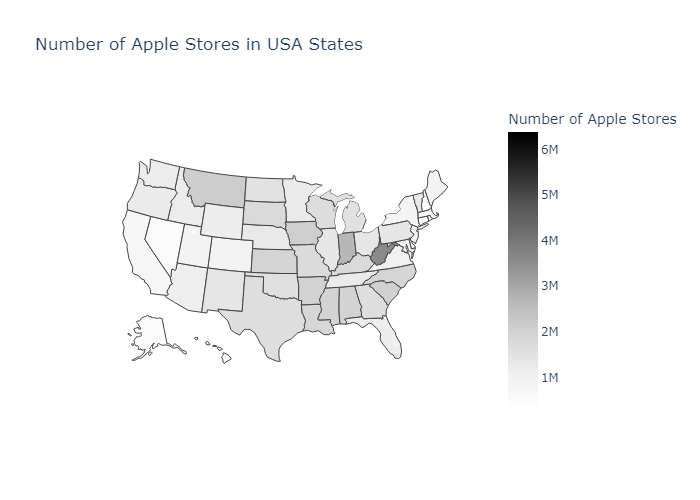 Number of Apple Stores in USA States
Number of Apple Stores
6M
5M
4M
3M
2M
1M